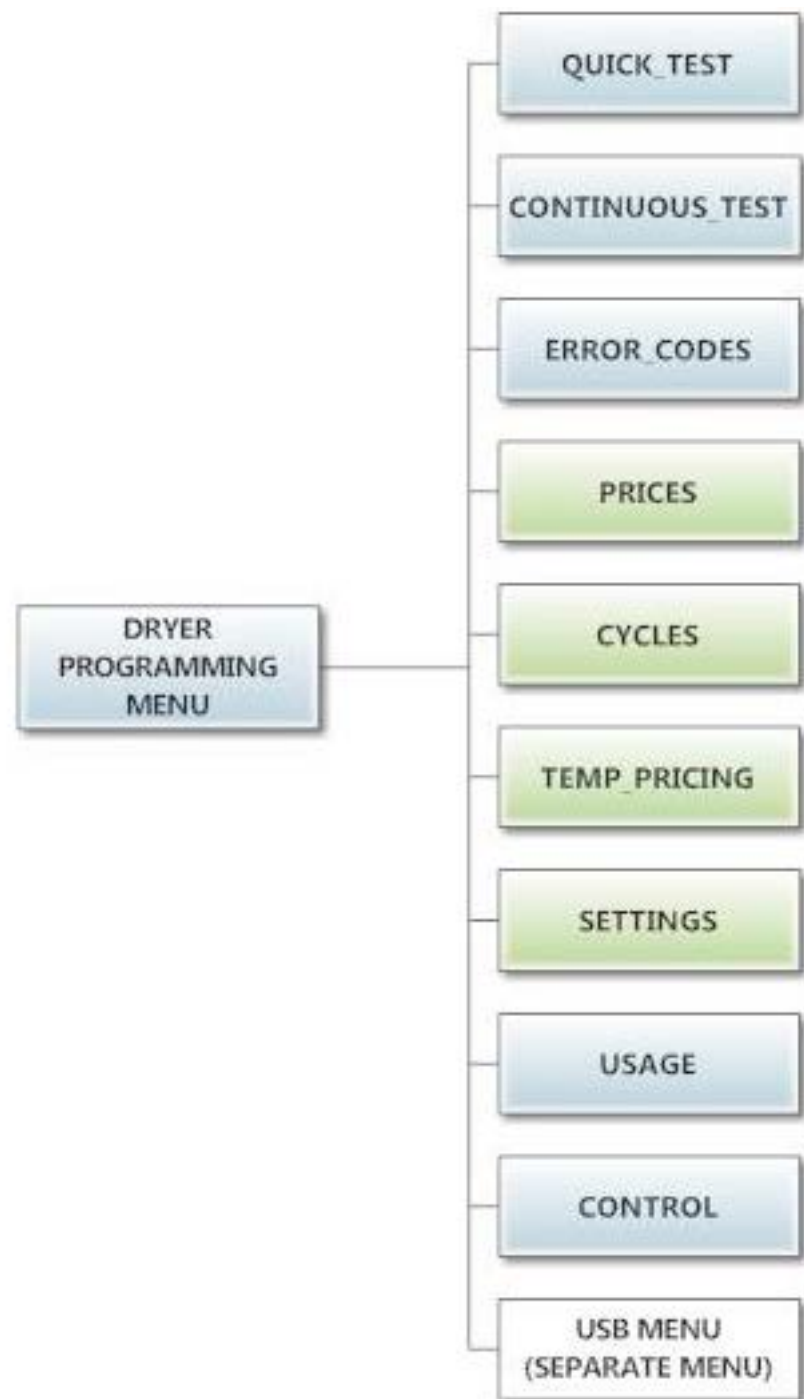 QUICK_TEST
CONTINUOUS_TEST
ERROR_CODES
PRICES
CYCLES
DRYER
PROGRAMMING
MENU
TEMP_PRICING
SETTINGS
USAGE
CONTROL
USB MENU
(SEPARATE MENU)